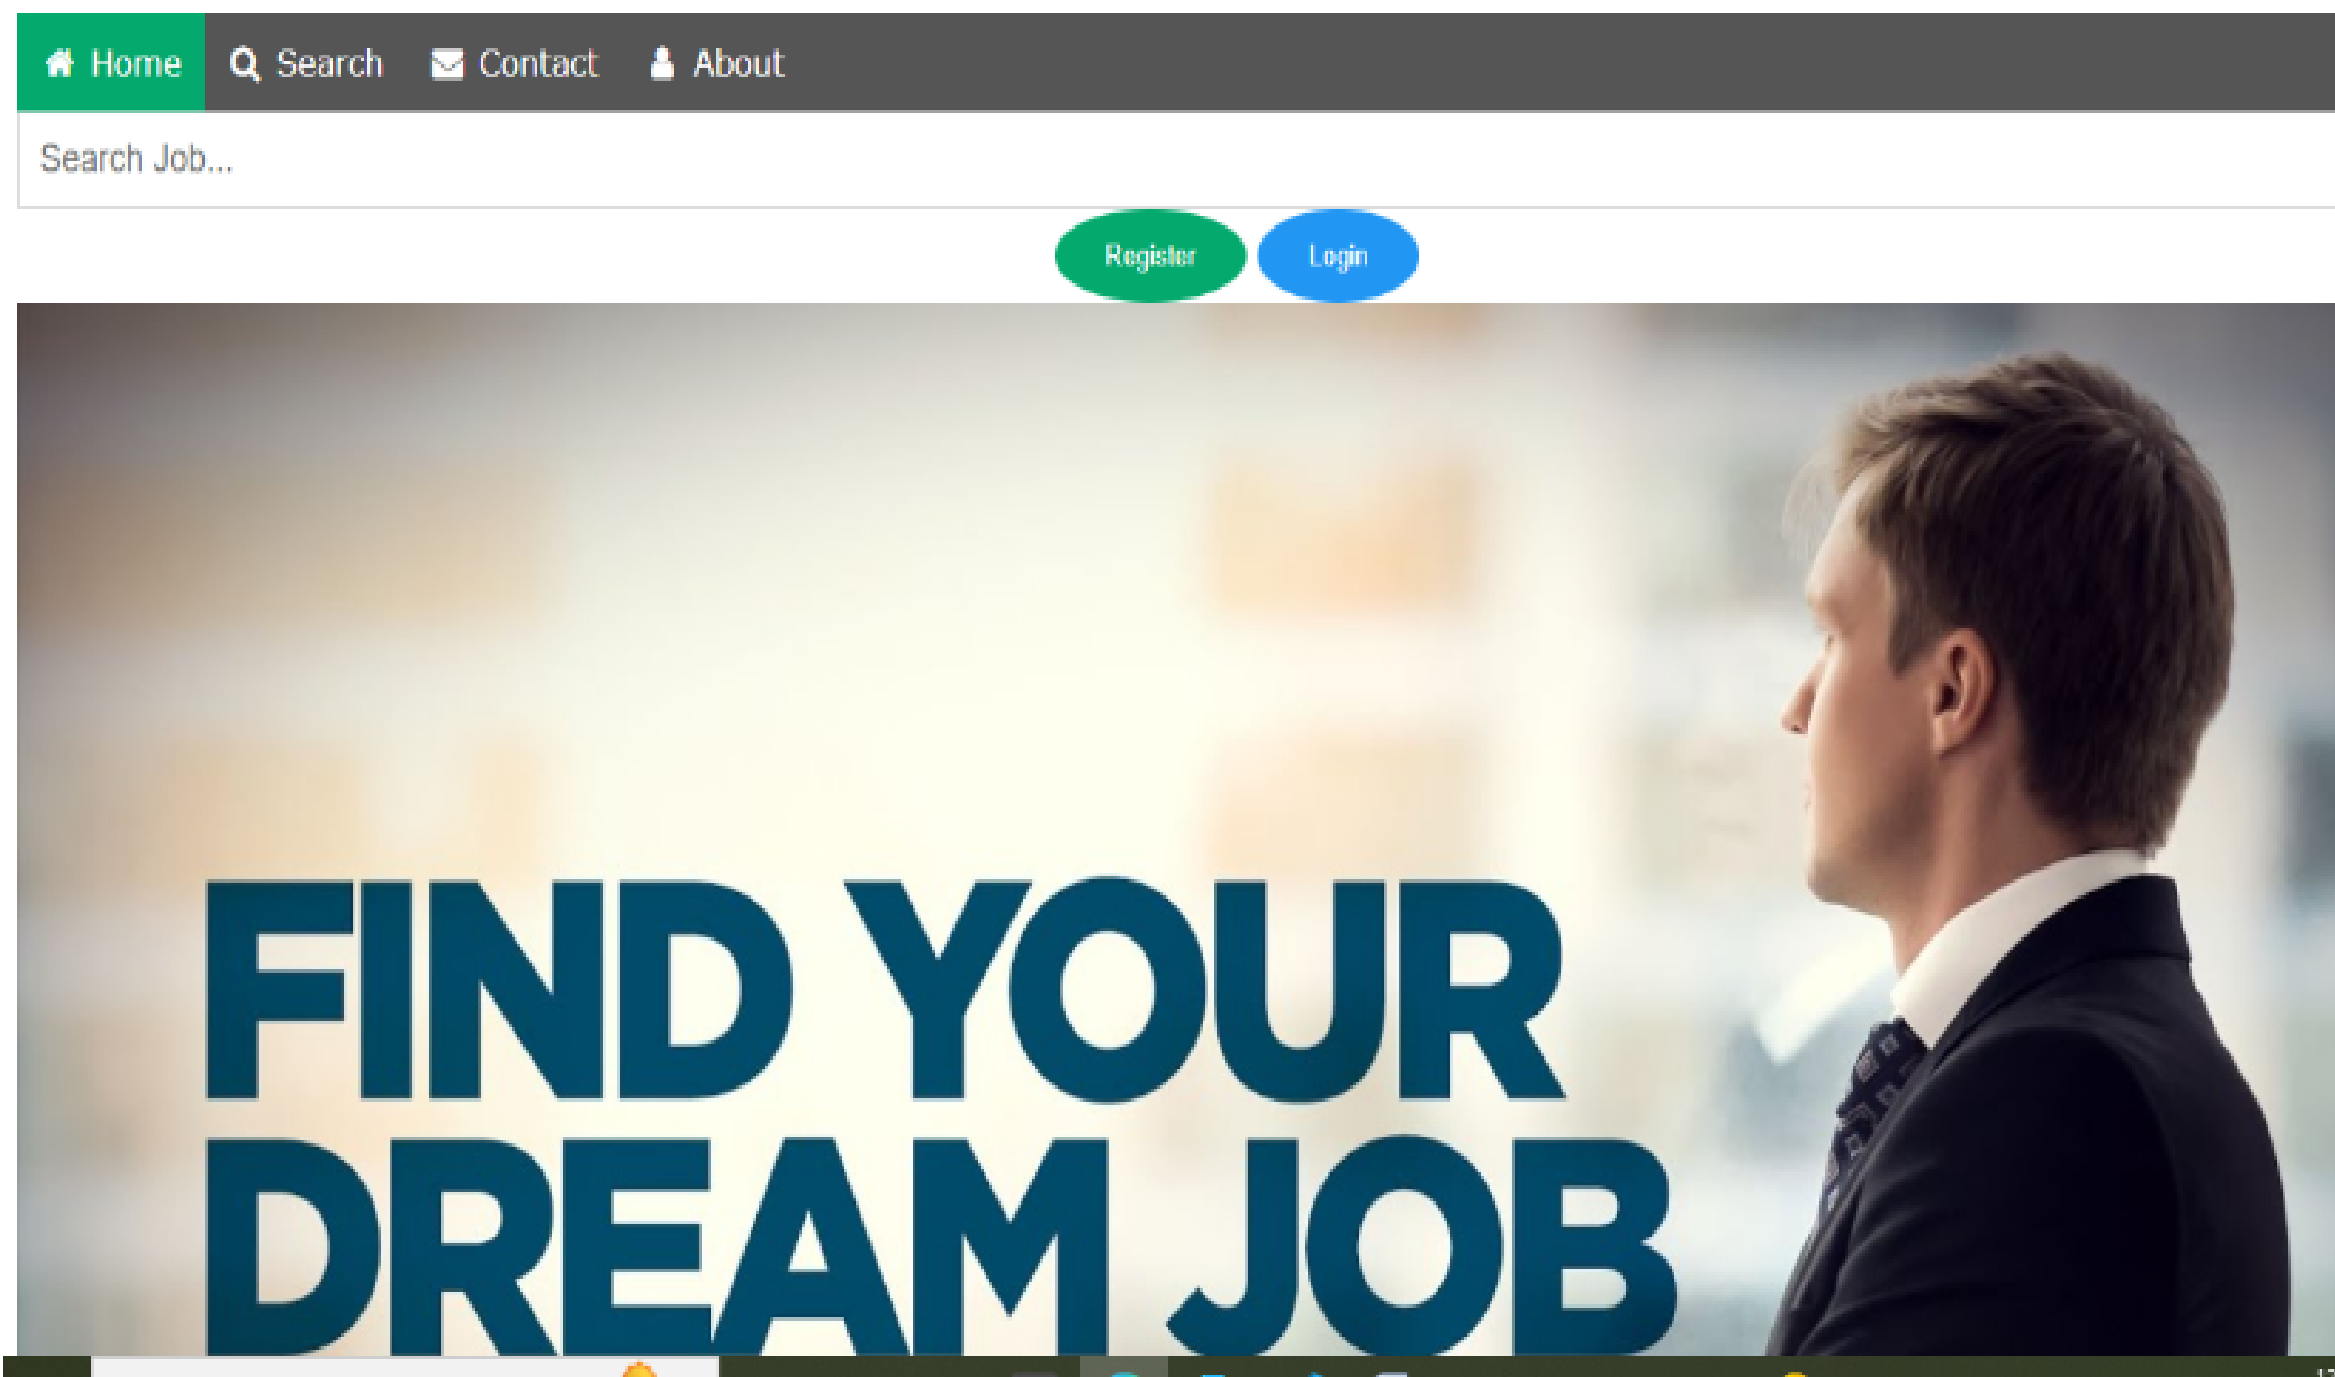 Home Search Contact About
Search Job...
Register Login
FIND YOUR
DREAM JOB